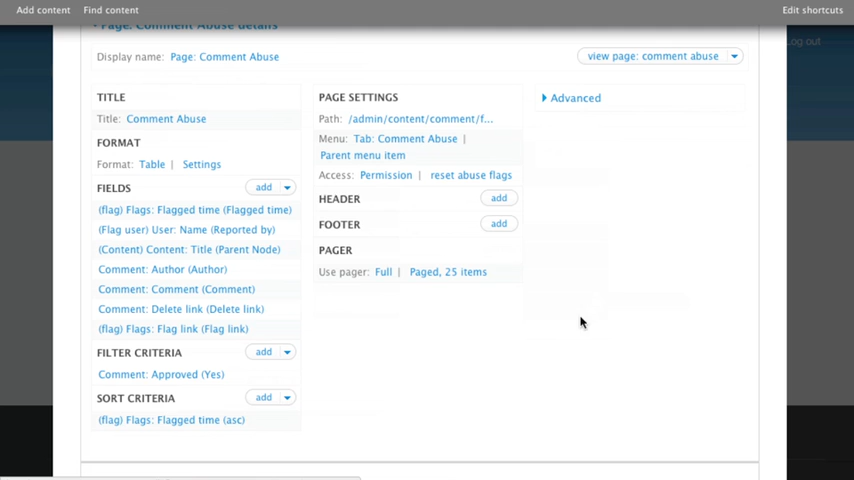 Add content
Find content
Edit shortcuts
Page: Comment Abuse details
Log out
Display name: Page: Comment Abuse
view page: comment abuse
TITLE
Title: Comment Abuse
FORMAT
Format: Table | Settings
FIELDS
add
(flag) Flags: Flagged time (Flagged time)
(Flag user) User: Name (Reported by)
(Content) Content: Title (Parent Node)
Comment: Author (Author)
Comment: Comment (Comment)
Comment: Delete link (Delete link)
(flag) Flags: Flag link (Flag link)
FILTER CRITERIA
add
Comment: Approved (Yes)
SORT CRITERIA
add
(flag) Flags: Flagged time (asc)
PAGE SETTINGS
Path: /admin/content/comment/f...
Menu: Tab: Comment Abuse |
Parent menu item
Access: Permission | reset abuse flags
HEADER
add
FOOTER
add
PAGER
Use pager: Full | Paged, 25 items
Advanced